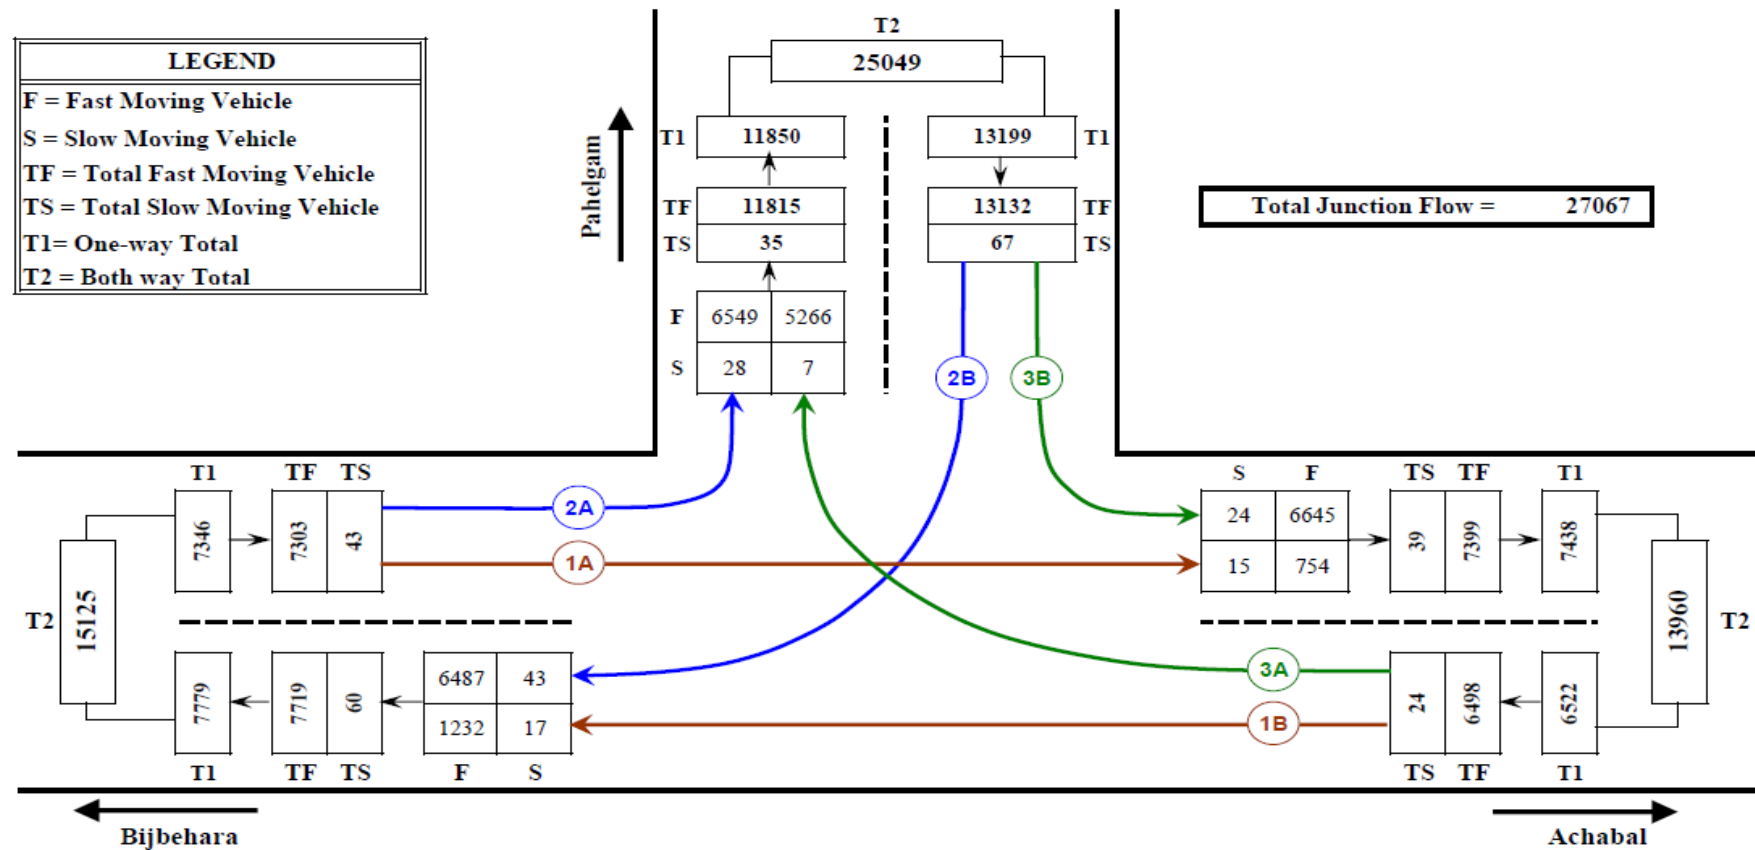 LEGEND
F = Fast Moving Vehicle
S = Slow Moving Vehicle
TF = Total Fast Moving Vehicle
TS = Total Slow Moving Vehicle
T1= One-way Total
T2 = Both way Total
T2
25049
Pahelgam
T1 11850 13199 T1
TF 11815 13132 TF
TS 35 67 TS
Total Junction Flow = 27067
F 6549 5266
S 28 7
2B 3B
T1 TF TS
7346 7303 43
2A
1A
S F TS TF T1
24 6645
15 754
39 7399 7438
T2 15125
13960 T2
7779 7719 60
6487 43
1232 17
3A
1B
24 6498 6522
T1 TF TS F S
TS TF T1
Bijbehara
Achabal